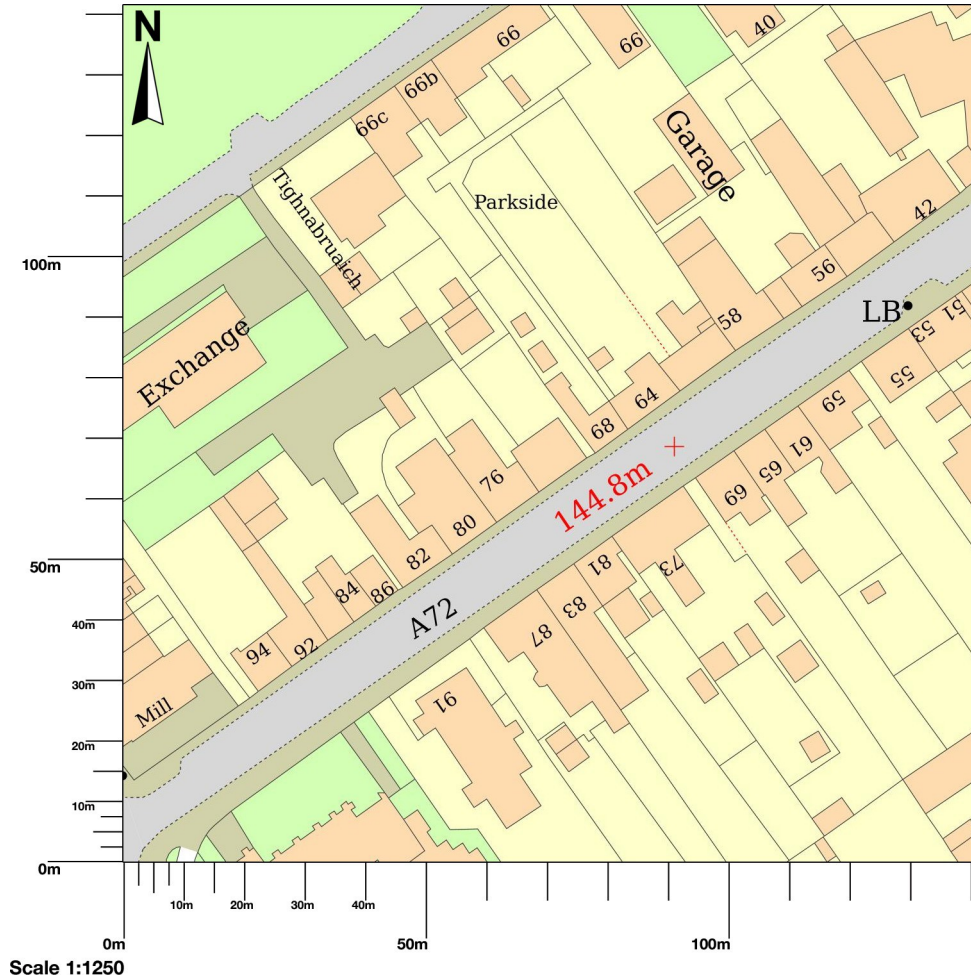 N
66
66
40
66b
66c
Garage
Tighnabruaich
Parkside
42
100m
56
LB
51
53
58
Exchange
55
64
59
68
61
76
65
69
144.8m
80
82
81
73
50m
84
86
83
A72
40m
94
92
87
30m
91
Mill
20m
10m
0m
10m
20m
30m
40m
0m
50m
100m
Scale 1:1250